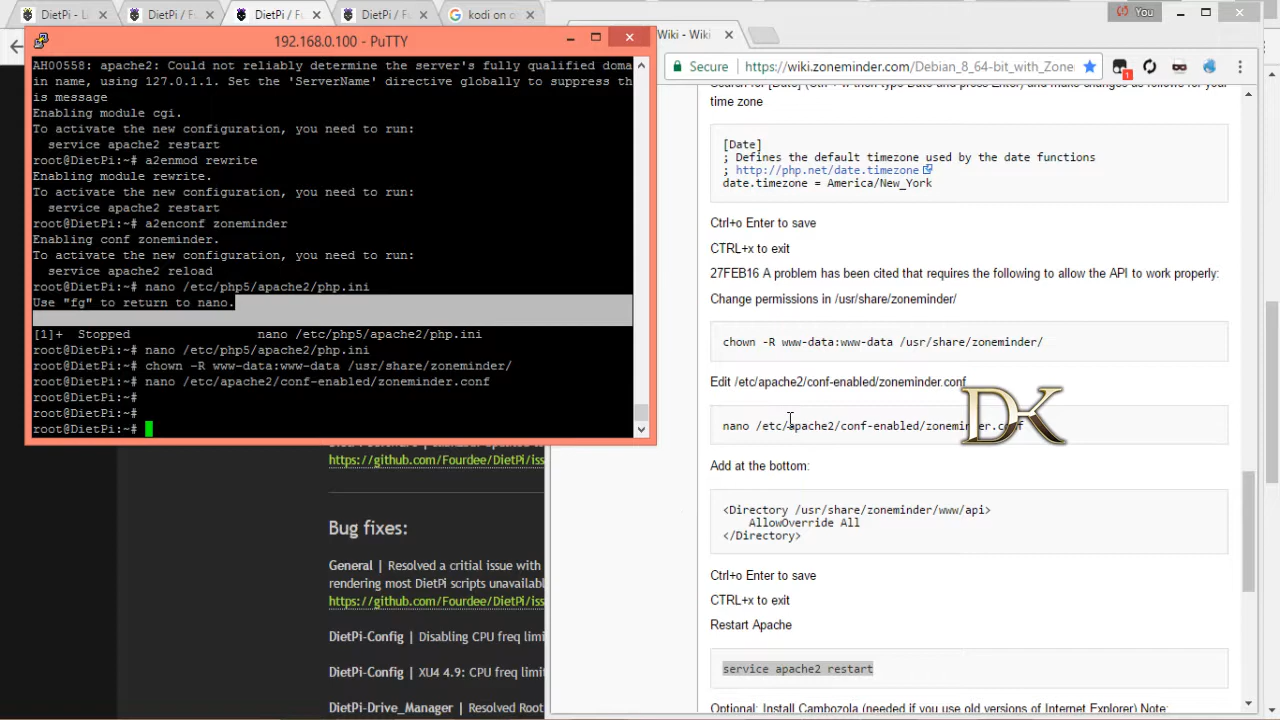 DietPi - Li
DietPi / Fu
DietPi / Fu
DietPi / Fu
kodi on o
You
192.168.0.100 - PuTTY
Wiki - Wiki
Secure
https://wiki.zoneminder.com/Debian_8_64-bit_with_Zone
1
AH00558: apache2: Could not reliably determine the server's fully qualified doma
in name, using 127.0.1.1. Set the 'ServerName' directive globally to suppress th
is message
Enabling module cgi.
To activate the new configuration, you need to run:
service apache2 restart
root@DietPi:~# a2enmod rewrite
Enabling module rewrite.
To activate the new configuration, you need to run:
service apache2 restart
root@DietPi:~# a2enconf zoneminder
Enabling conf zoneminder.
To activate the new configuration, you need to run:
service apache2 reload
root@DietPi:~# nano /etc/php5/apache2/php.ini
Use "fg" to return to nano.
[1]+  Stopped                 nano /etc/php5/apache2/php.ini
root@DietPi:~# nano /etc/php5/apache2/php.ini
root@DietPi:~# chown -R www-data:www-data /usr/share/zoneminder/
root@DietPi:~# nano /etc/apache2/conf-enabled/zoneminder.conf
root@DietPi:~#
root@DietPi:~#
root@DietPi:~#
https://github.com/Fourdee/DietPi/iss
Bug fixes:
General | Resolved a critial issue with
rendering most DietPi scripts unavailab
https://github.com/Fourdee/DietPi/iss
DietPi-Config | Disabling CPU freq limi
DietPi-Config | XU4 4.9: CPU freq limit
DietPi-Drive_Manager | Resolved Root
time zone
[Date]
; Defines the default timezone used by the date functions
; http://php.net/date.timezone
date.timezone = America/New_York
Ctrl+o Enter to save
CTRL+x to exit
27FEB16 A problem has been cited that requires the following to allow the API to work properly:
Change permissions in /usr/share/zoneminder/
chown -R www-data:www-data /usr/share/zoneminder/
Edit /etc/apache2/conf-enabled/zoneminder.conf
nano /etc/apache2/conf-enabled/zoneminder.conf
DK
Add at the bottom:
<Directory /usr/share/zoneminder/www/api>
AllowOverride All
</Directory>
Ctrl+o Enter to save
CTRL+x to exit
Restart Apache
service apache2 restart
Optional: Install Cambozola (needed if you use old versions of Internet Explorer) Note: